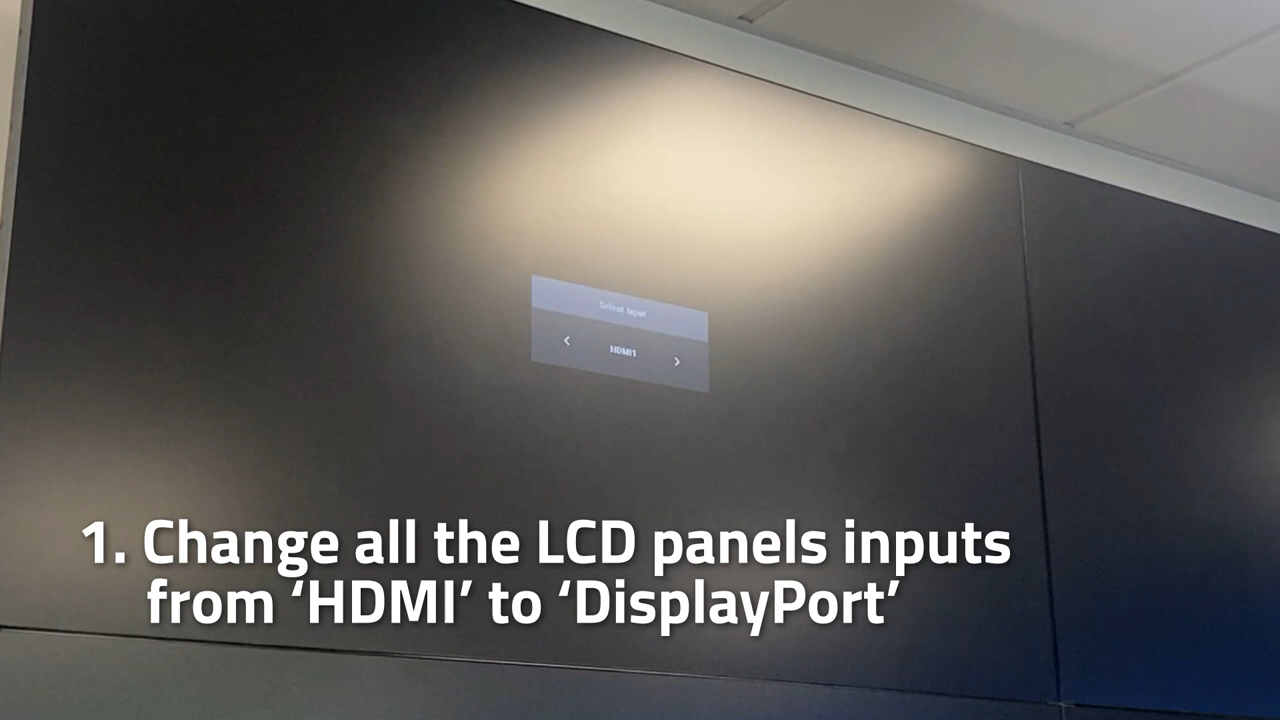 Select Input
< HDMI1 >
1. Change all the LCD panels inputs
from ‘HDMI’ to ‘DisplayPort’